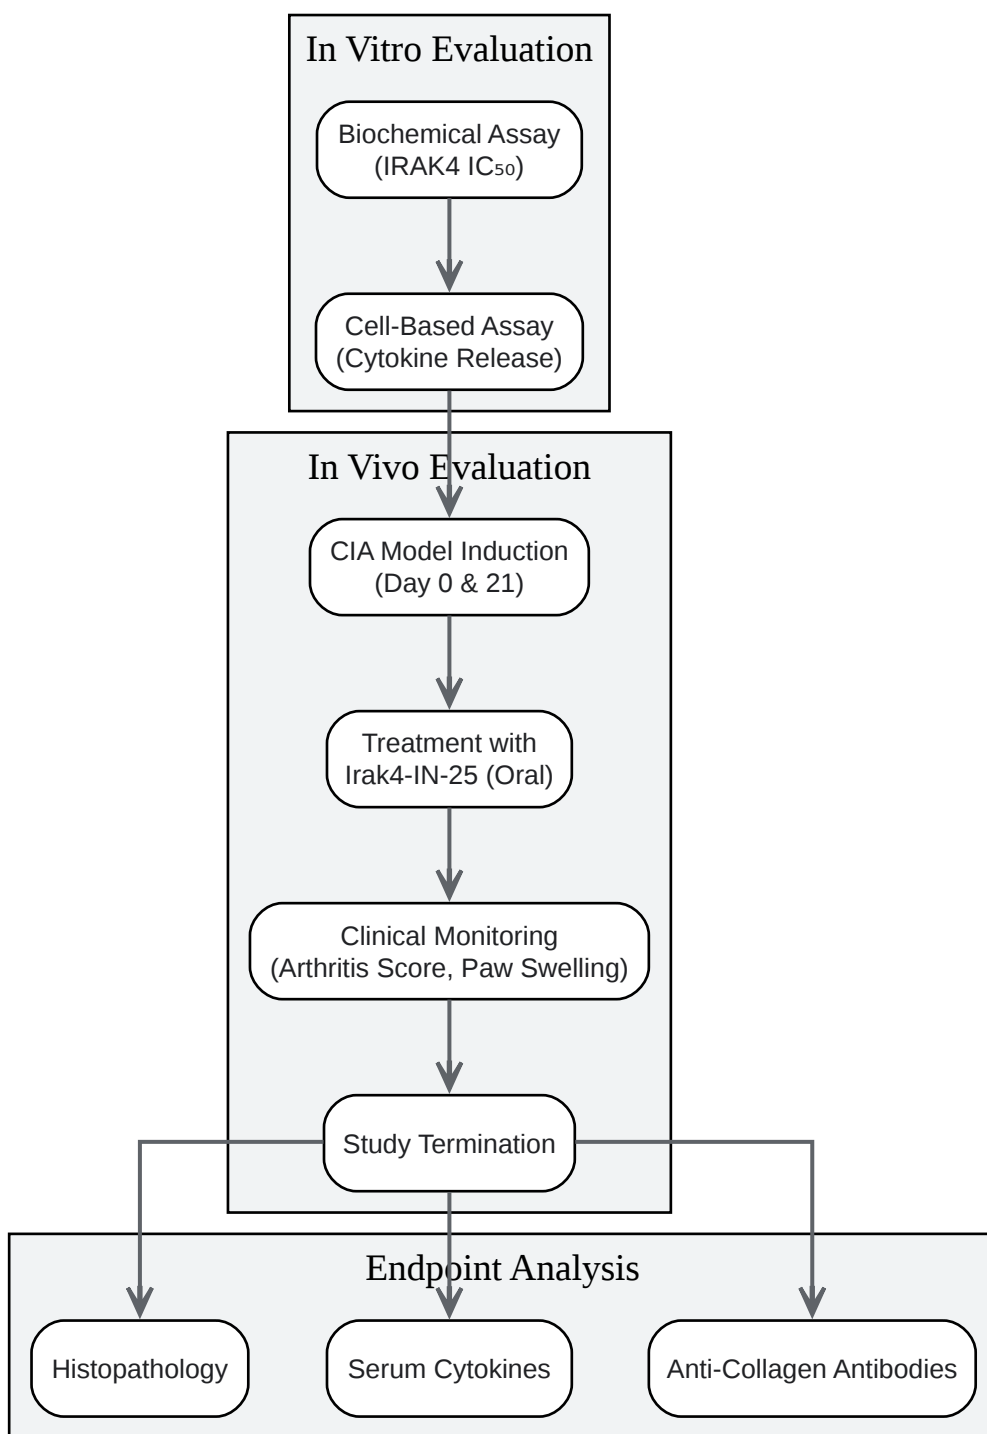 In Vitro Evaluation
Biochemical Assay
(IRAK4 IC₅₀)
Cell-Based Assay
(Cytokine Release)
In Vivo Evaluation
CIA Model Induction
(Day 0 & 21)
Treatment with
Irak4-IN-25 (Oral)
Clinical Monitoring
(Arthritis Score, Paw Swelling)
Study Termination
Endpoint Analysis
Histopathology
Serum Cytokines
Anti-Collagen Antibodies